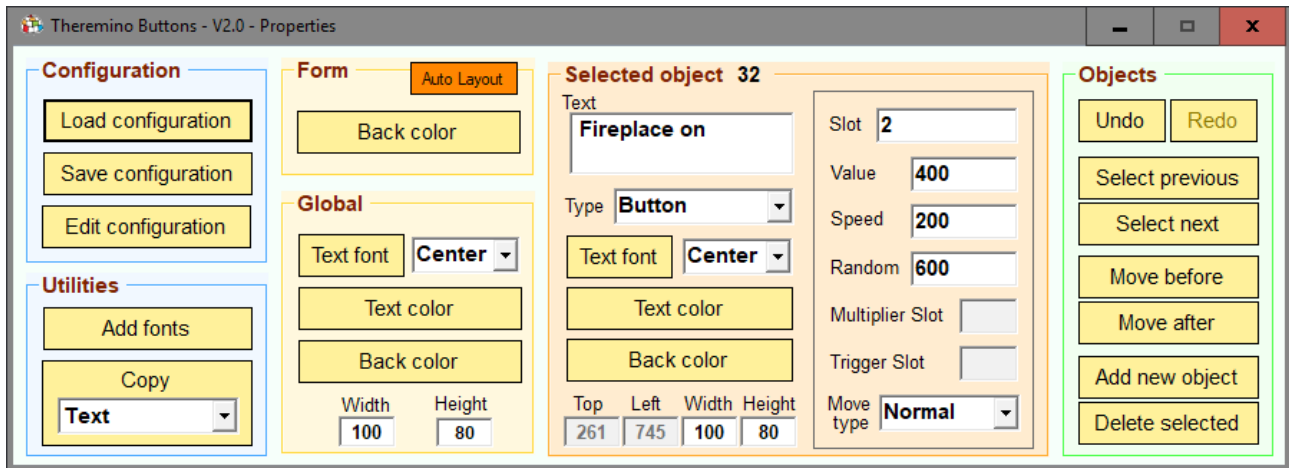 Theremino Buttons - V2.0 - Properties
Configuration
Load configuration
Save configuration
Edit configuration
Utilities
Add fonts
Copy
Text
Form
Auto Layout
Back color
Global
Text font
Center
Text color
Back color
Width Height
100 80
Selected object 32
Text
Fireplace on
Type Button
Text font Center
Text color
Back color
Top Left Width Height
261 745 100 80
Slot 2
Value 400
Speed 200
Random 600
Multiplier Slot
Trigger Slot
Move
type Normal
Objects
Undo Redo
Select previous
Select next
Move before
Move after
Add new object
Delete selected